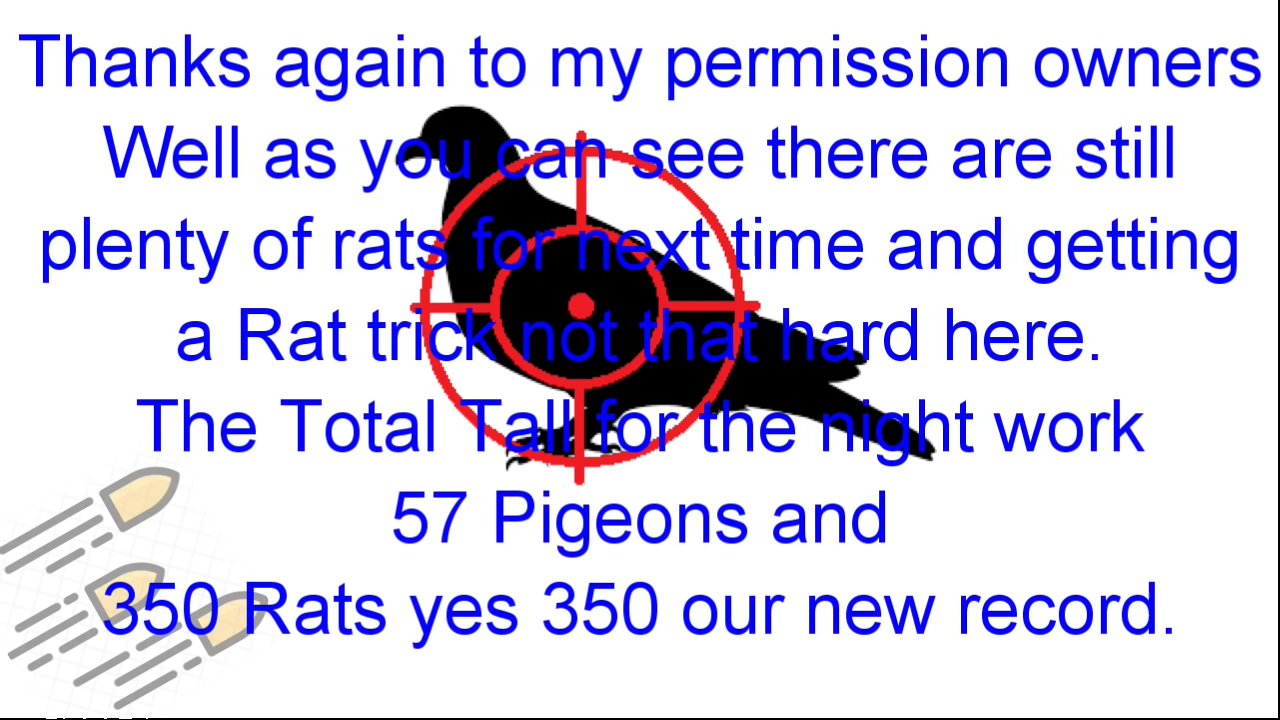 Thanks again to my permission owners
Well as you can see there are still
plenty of rats for next time and getting
a Rat trick not that hard here.
The Total Tall for the night work
57 Pigeons and
350 Rats yes 350 our new record.